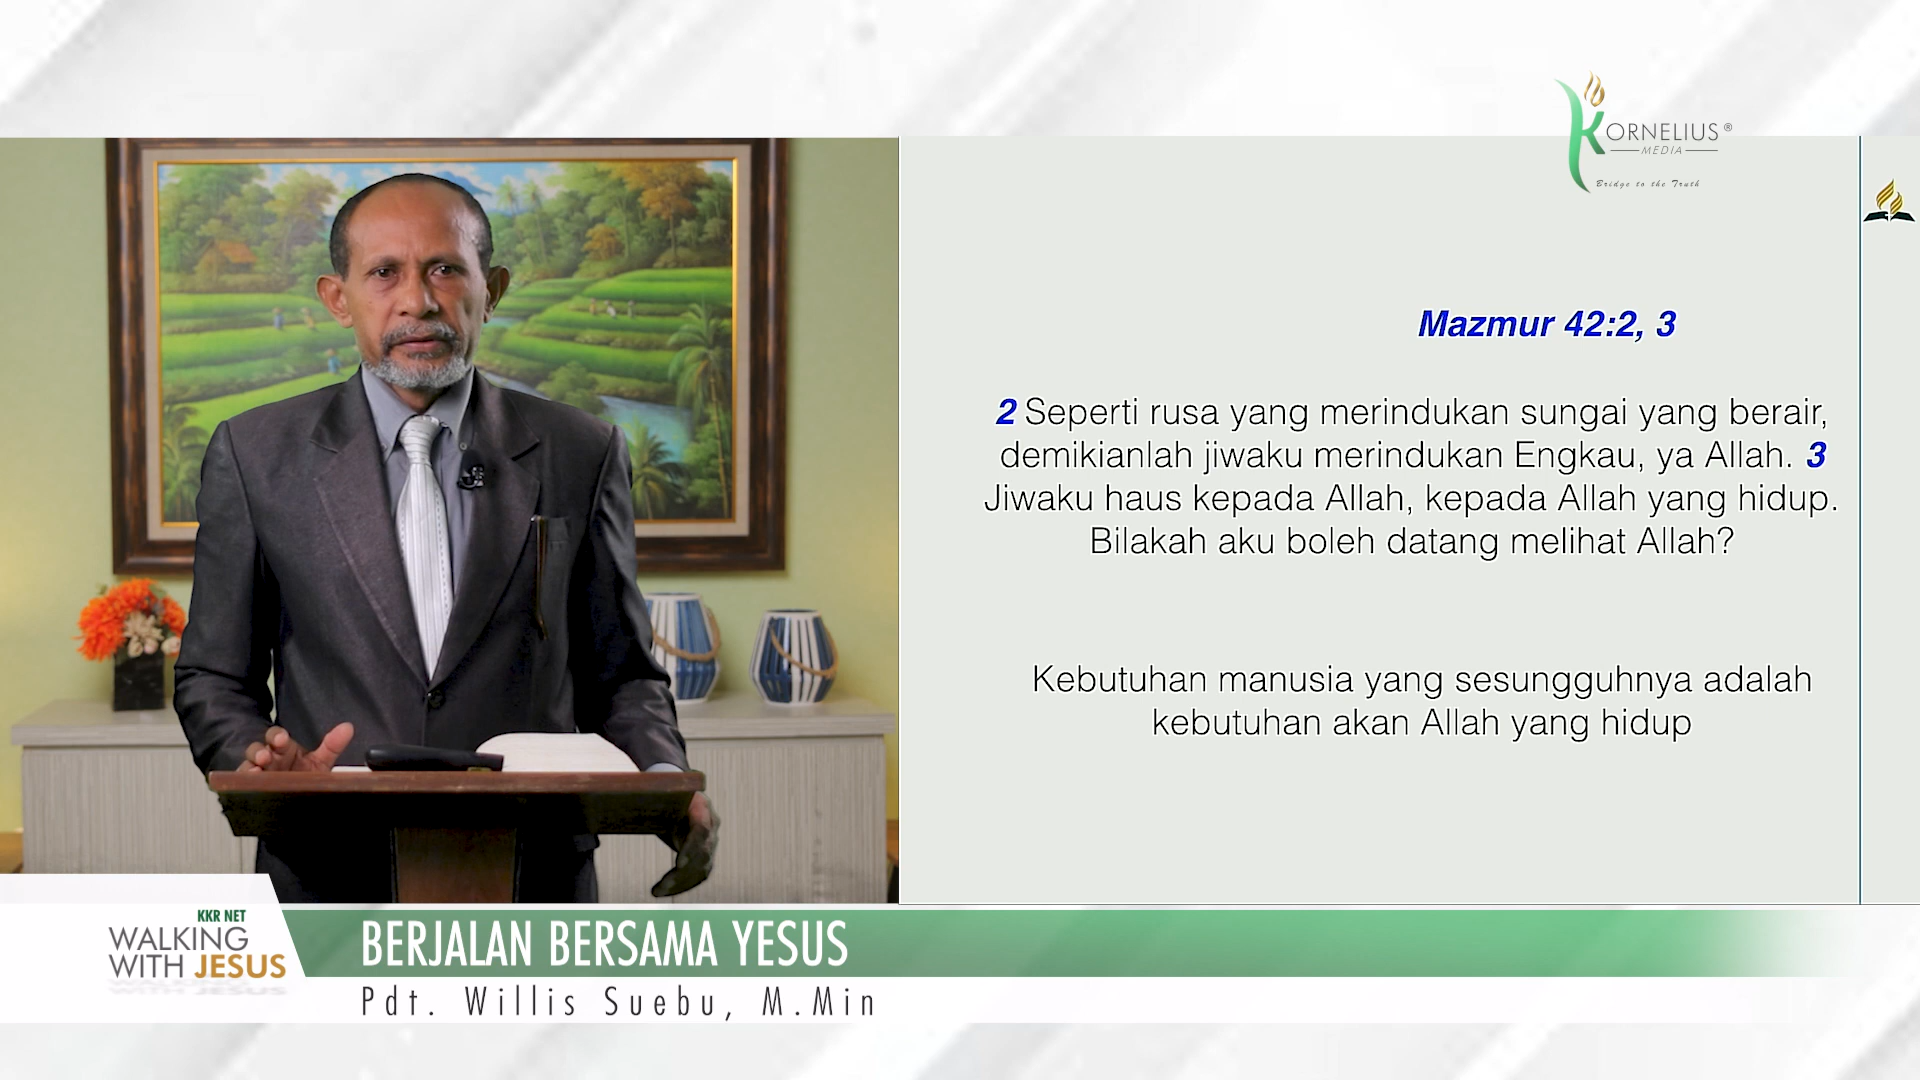 KORNELIUS®
MEDIA
Bridge to the Truth
Mazmur 42:2, 3
2 Seperti rusa yang merindukan sungai yang berair,
demikianlah jiwaku merindukan Engkau, ya Allah. 3
Jiwaku haus kepada Allah, kepada Allah yang hidup.
Bilakah aku boleh datang melihat Allah?
Kebutuhan manusia yang sesungguhnya adalah
kebutuhan akan Allah yang hidup
KKR NET
WALKING
WITH JESUS
BERJALAN BERSAMA YESUS
Pdt. Willis Suebu, M.Min